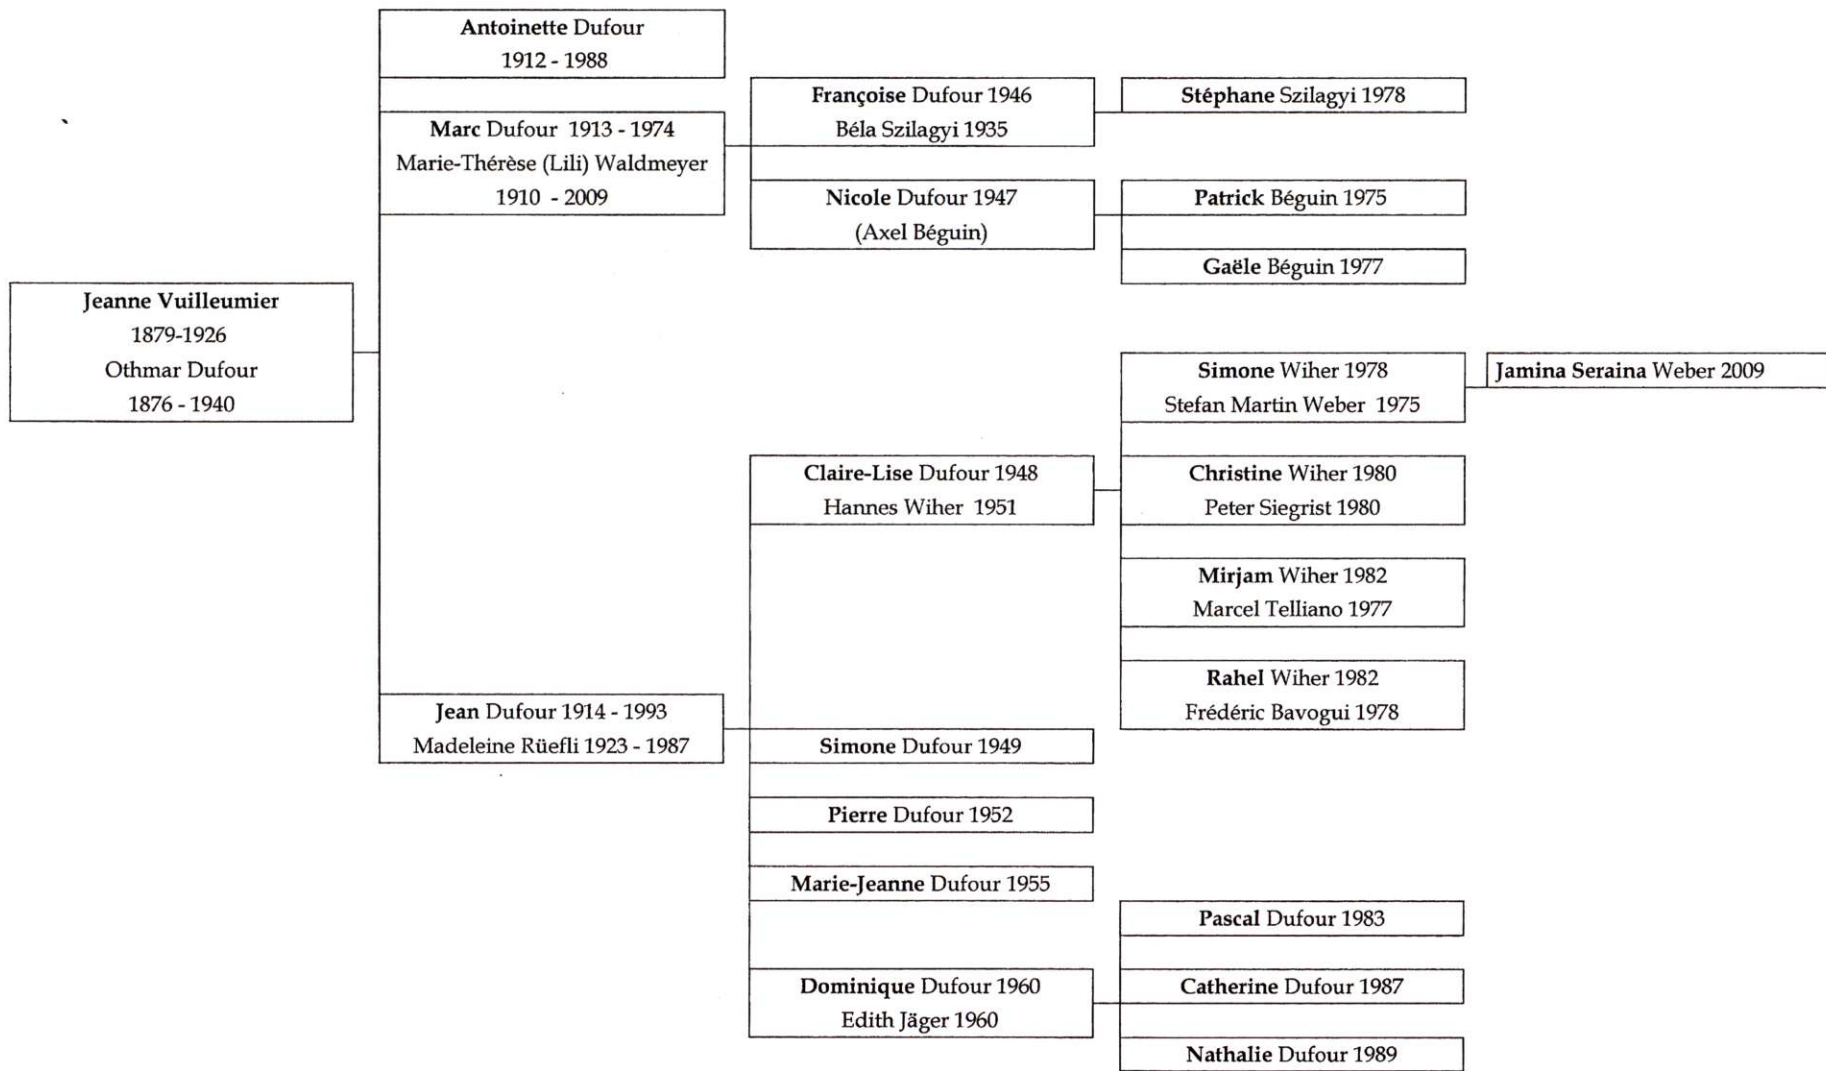 Antoinette Dufour
1912 - 1988
Françoise Dufour 1946
Béla Szilagyi 1935
Stéphane Szilagyi 1978
Marc Dufour 1913 - 1974
Marie-Thérèse (Lili) Waldmeyer
1910 - 2009
Nicole Dufour 1947
(Axel Béguin)
Patrick Béguin 1975
Gaële Béguin 1977
Jeanne Vuilleumier
1879-1926
Othmar Dufour
1876 - 1940
Simone Wiher 1978
Stefan Martin Weber 1975
Jamina Seraina Weber 2009
Claire-Lise Dufour 1948
Hannes Wiher 1951
Christine Wiher 1980
Peter Siegrist 1980
Mirjam Wiher 1982
Marcel Telliano 1977
Rahel Wiher 1982
Frédéric Bavogui 1978
Jean Dufour 1914 - 1993
Madeleine Rüefli 1923 - 1987
Simone Dufour 1949
Pierre Dufour 1952
Marie-Jeanne Dufour 1955
Pascal Dufour 1983
Dominique Dufour 1960
Edith Jäger 1960
Catherine Dufour 1987
Nathalie Dufour 1989